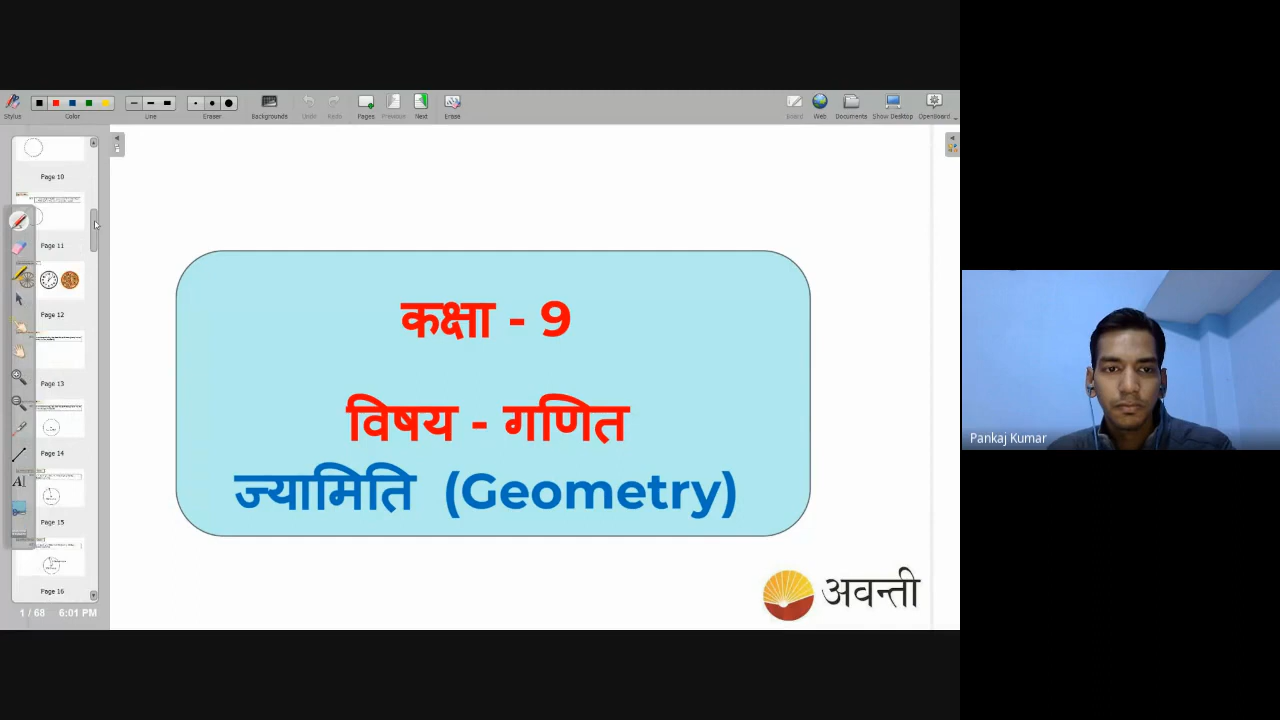 Stylus
Color
Line
Eraser
Backgrounds
Undo
Redo
Pages
Previous
Next
Erase
Board
Web
Documents
Show Desktop
OpenBoard
Page 10
Page 11
Page 12
Page 13
Page 14
Page 15
Page 16
1 / 68 6:01 PM
कक्षा - 9
विषय - गणित
ज्यामिति (Geometry)
अवन्ती
Pankaj Kumar